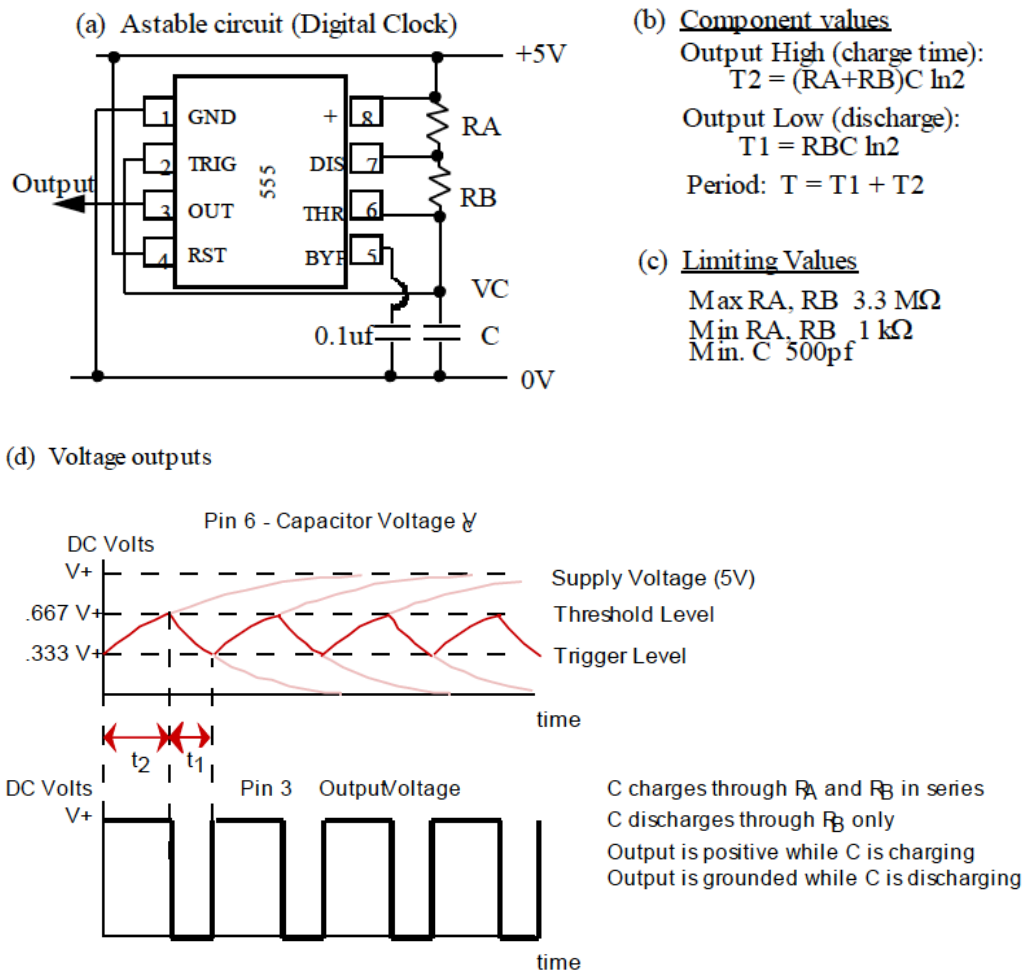 (a) Astable circuit (Digital Clock)
+5V
1 GND
+ 8
RA
2 TRIG
DIS 7
555
Output
RB
3 OUT
THR 6
4 RST
BYP 5
VC
0.1uf
C
0V
(b) Component values
Output High (charge time):
T2 = (RA+RB)C ln2
Output Low (discharge):
T1 = RBC ln2
Period: T = T1 + T2
(c) Limiting Values
Max RA, RB 3.3 MΩ
Min RA, RB 1 kΩ
Min. C 500pf
(d) Voltage outputs
Pin 6 - Capacitor Voltage Vc
DC Volts
V+
Supply Voltage (5V)
.667 V+
Threshold Level
.333 V+
Trigger Level
time
t2
t1
DC Volts
Pin 3 Output Voltage
V+
C charges through RA and RB in series
C discharges through RB only
Output is positive while C is charging
Output is grounded while C is discharging
time